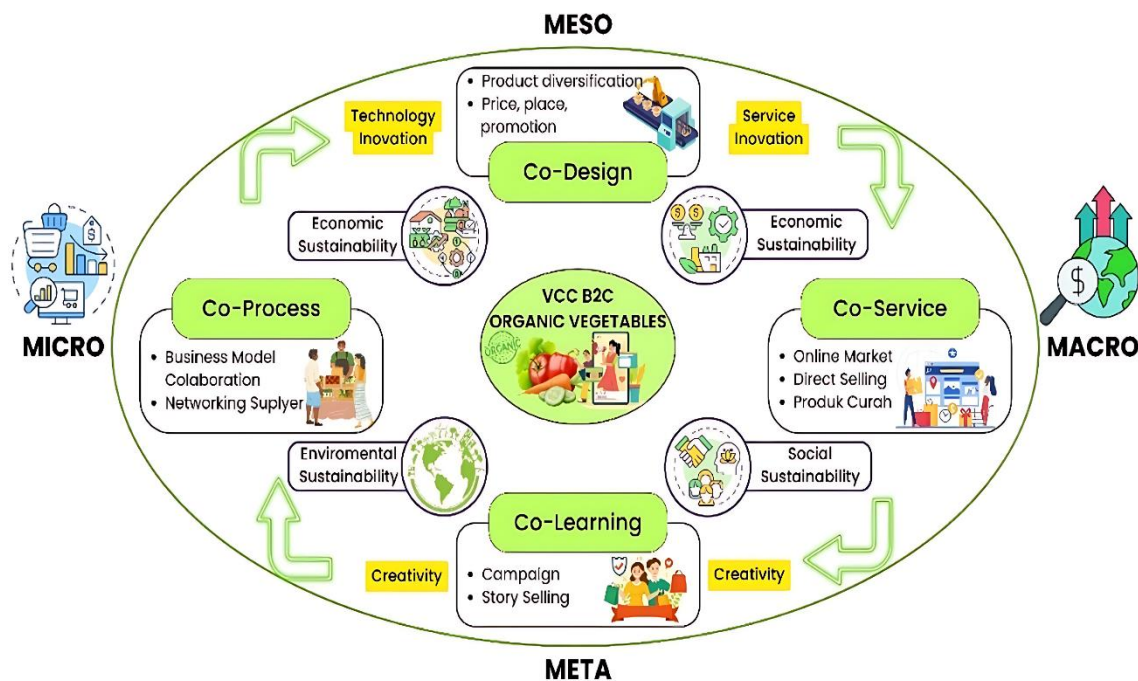 MESO
• Product diversification
• Price, place,
promotion
Technology
Inovation
Service
Inovation
Co-Design
Economic
Sustainability
Economic
Sustainability
MICRO
Co-Process
• Business Model
Colaboration
• Networking Suplyer
VCC B2C
ORGANIC VEGETABLES
ORGANIC
Co-Service
• Online Market
• Direct Selling
• Produk Curah
MACRO
Enviromental
Sustainability
Social
Sustainability
Co-Learning
Creativity
• Campaign
• Story Selling
Creativity
META